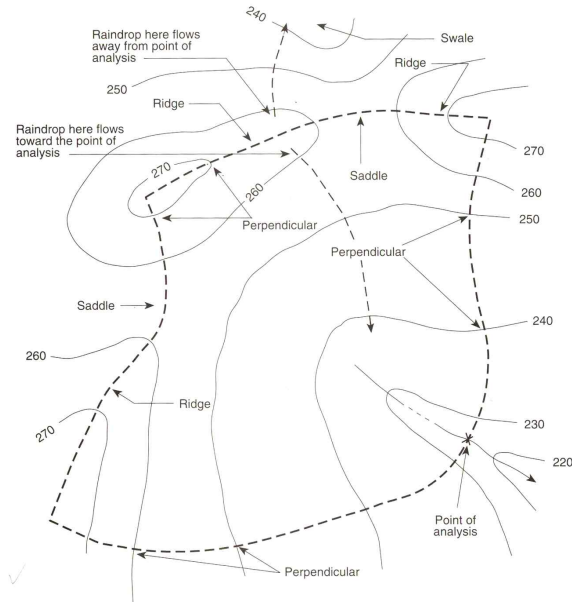 240
Swale
Raindrop here flows
away from point of
analysis
Ridge
250
Ridge
Raindrop here flows
toward the point of
analysis
270
270
Saddle
260
260
250
Perpendicular
Perpendicular
Saddle
240
260
Ridge
270
230
220
Point of
analysis
Perpendicular